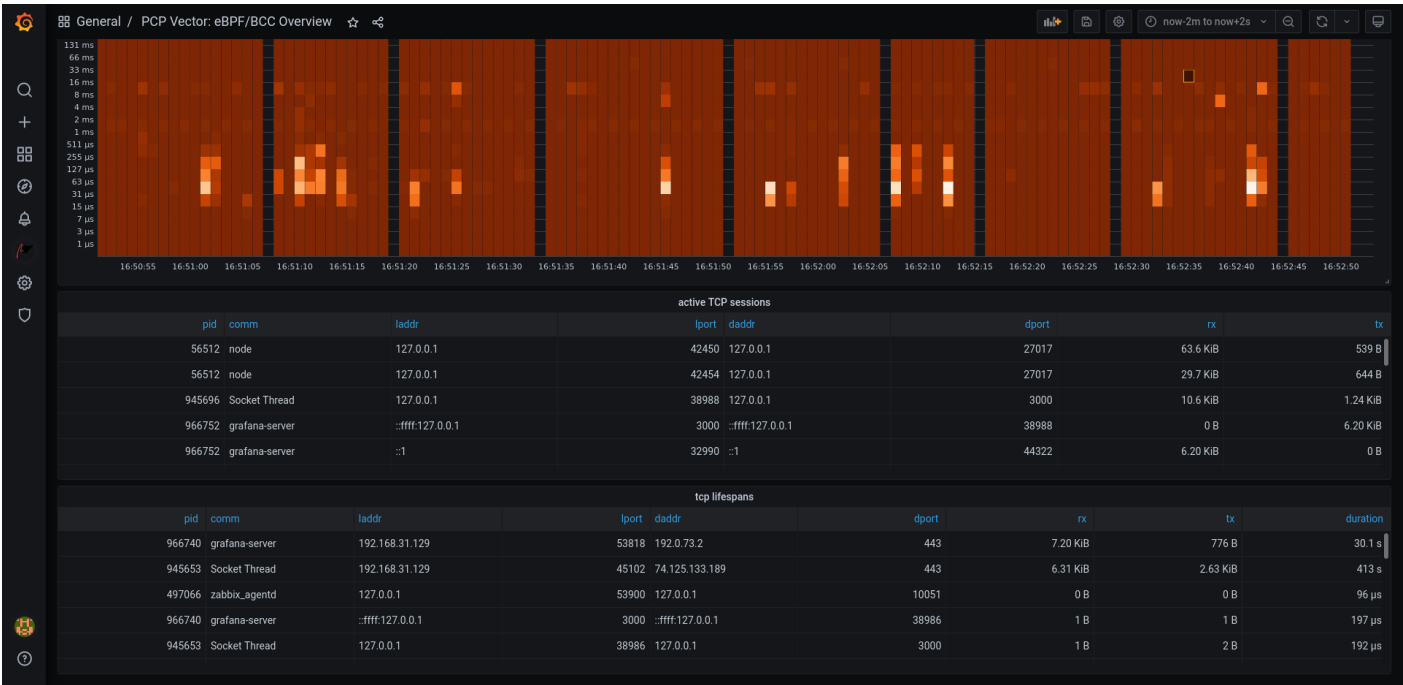 General / PCP Vector: eBPF/BCC Overview now-2m to now+2s
131 ms
66 ms
33 ms
16 ms
8 ms
4 ms
2 ms
1 ms
511 µs
255 µs
127 µs
63 µs
31 µs
15 µs
7 µs
3 µs
1 µs
16:50:55 16:51:00 16:51:05 16:51:10 16:51:15 16:51:20 16:51:25 16:51:30 16:51:35 16:51:40 16:51:45 16:51:50 16:51:55 16:52:00 16:52:05 16:52:10 16:52:15 16:52:20 16:52:25 16:52:30 16:52:35 16:52:40 16:52:45 16:52:50
active TCP sessions
pid comm laddr lport daddr dport rx tx
56512 node 127.0.0.1 42450 127.0.0.1 27017 63.6 KiB 539 B
56512 node 127.0.0.1 42454 127.0.0.1 27017 29.7 KiB 644 B
945696 Socket Thread 127.0.0.1 38988 127.0.0.1 3000 10.6 KiB 1.24 KiB
966752 grafana-server ::ffff:127.0.0.1 3000 ::ffff:127.0.0.1 38988 0 B 6.20 KiB
966752 grafana-server ::1 32990 ::1 44322 6.20 KiB 0 B
tcp lifespans
pid comm laddr lport daddr dport rx tx duration
966740 grafana-server 192.168.31.129 53818 192.0.73.2 443 7.20 KiB 776 B 30.1 s
945653 Socket Thread 192.168.31.129 45102 74.125.133.189 443 6.31 KiB 2.63 KiB 413 s
497066 zabbix_agentd 127.0.0.1 53900 127.0.0.1 10051 0 B 0 B 96 µs
966740 grafana-server ::ffff:127.0.0.1 3000 ::ffff:127.0.0.1 38986 1 B 1 B 197 µs
945653 Socket Thread 127.0.0.1 38986 127.0.0.1 3000 1 B 2 B 192 µs